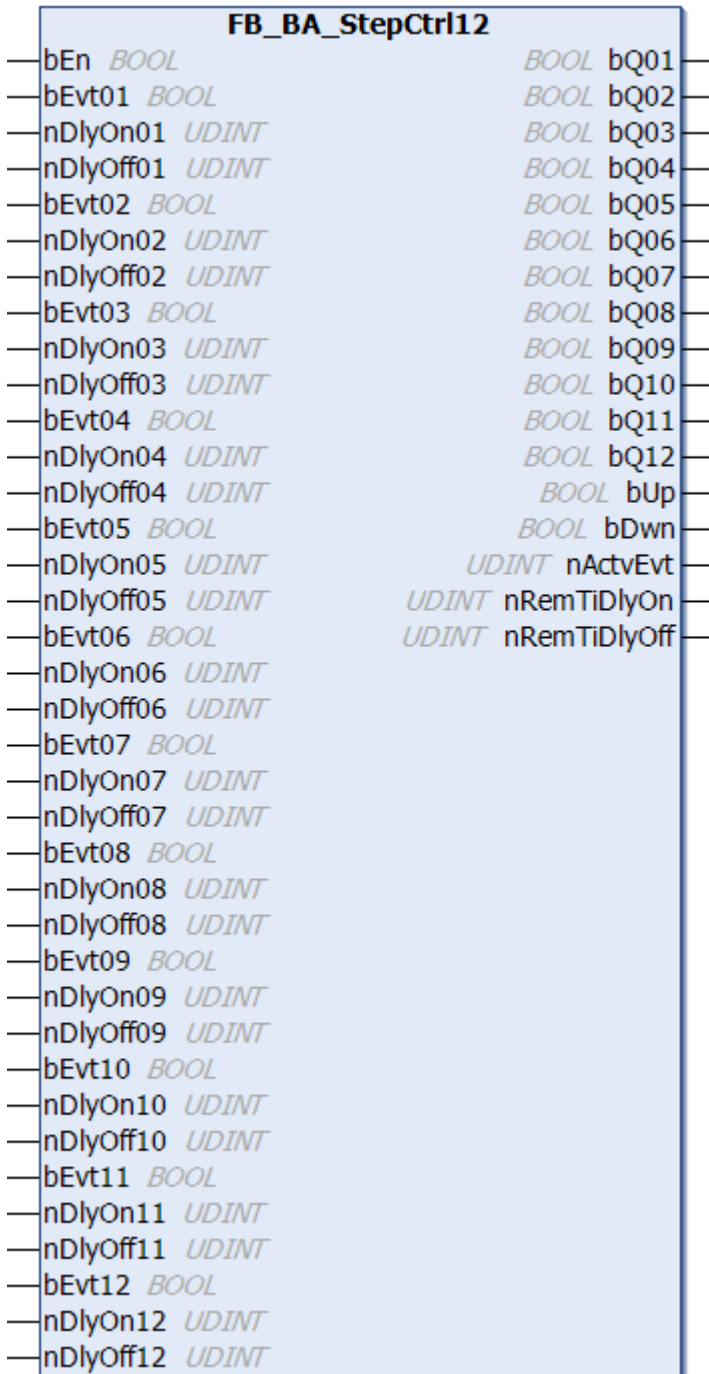 FB_BA_StepCtrl12
bEn BOOL BOOL bQ01
bEvt01 BOOL BOOL bQ02
nDlyOn01 UDINT BOOL bQ03
nDlyOff01 UDINT BOOL bQ04
bEvt02 BOOL BOOL bQ05
nDlyOn02 UDINT BOOL bQ06
nDlyOff02 UDINT BOOL bQ07
bEvt03 BOOL BOOL bQ08
nDlyOn03 UDINT BOOL bQ09
nDlyOff03 UDINT BOOL bQ10
bEvt04 BOOL BOOL bQ11
nDlyOn04 UDINT BOOL bQ12
nDlyOff04 UDINT BOOL bUp
bEvt05 BOOL BOOL bDwn
nDlyOn05 UDINT UDINT nActvEvt
nDlyOff05 UDINT UDINT nRemTiDlyOn
bEvt06 BOOL UDINT nRemTiDlyOff
nDlyOn06 UDINT
nDlyOff06 UDINT
bEvt07 BOOL
nDlyOn07 UDINT
nDlyOff07 UDINT
bEvt08 BOOL
nDlyOn08 UDINT
nDlyOff08 UDINT
bEvt09 BOOL
nDlyOn09 UDINT
nDlyOff09 UDINT
bEvt10 BOOL
nDlyOn10 UDINT
nDlyOff10 UDINT
bEvt11 BOOL
nDlyOn11 UDINT
nDlyOff11 UDINT
bEvt12 BOOL
nDlyOn12 UDINT
nDlyOff12 UDINT